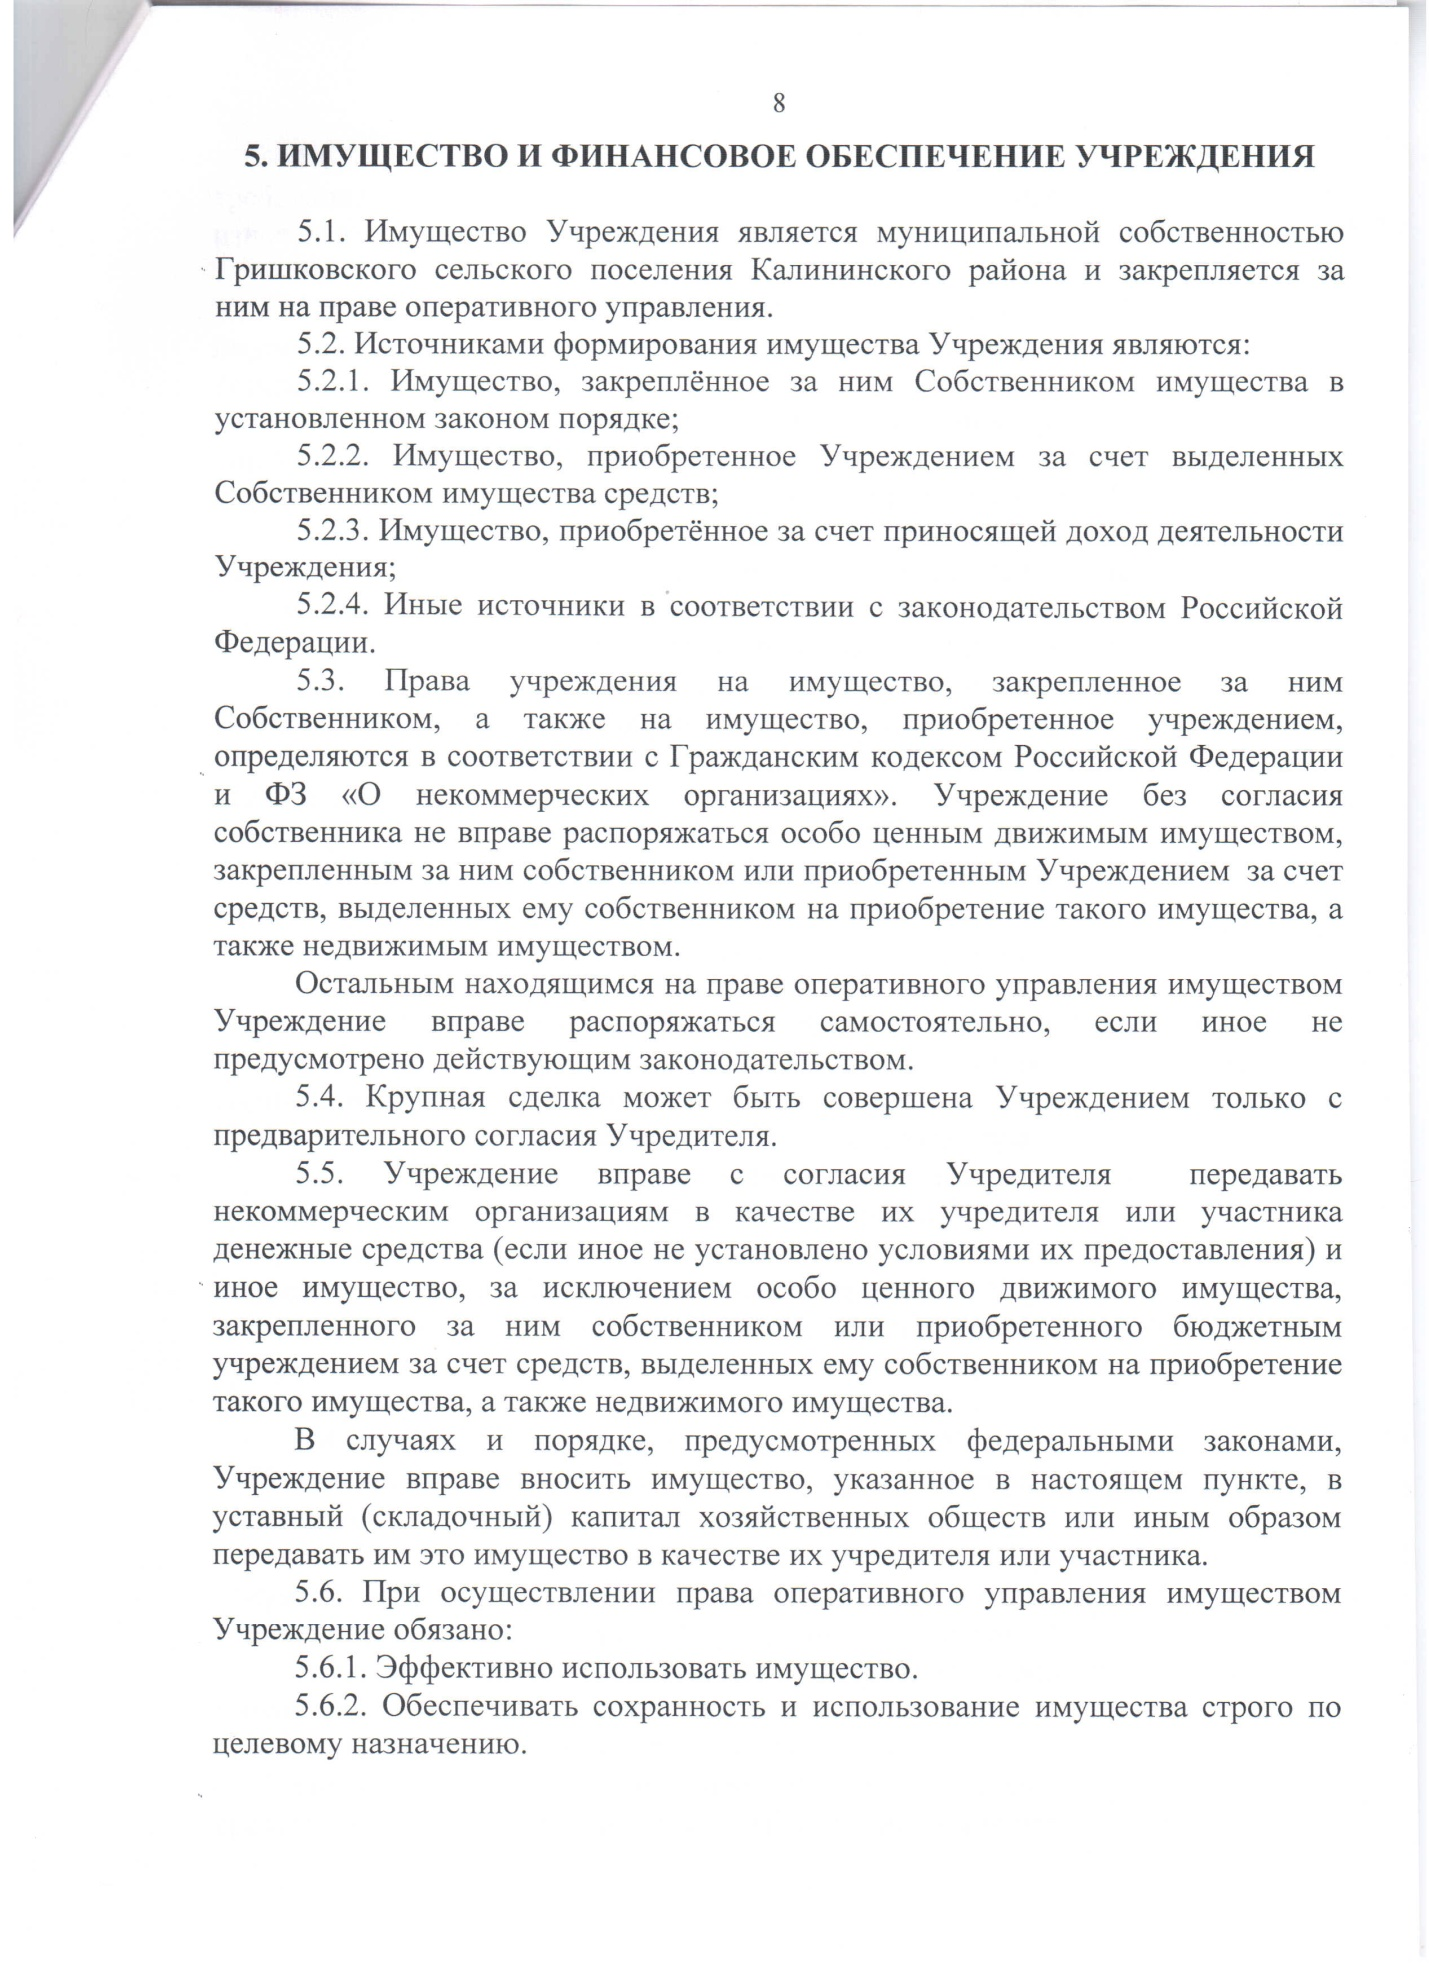 8
5. ИМУЩЕСТВО И ФИНАНСОВОЕ ОБЕСПЕЧЕНИЕ УЧРЕЖДЕНИЯ
5.1. Имущество Учреждения является муниципальной собственностью
Гришковского сельского поселения Калининского района и закрепляется за
ним на праве оперативного управления.
5.2. Источниками формирования имущества Учреждения являются:
5.2.1. Имущество, закреплённое за ним Собственником имущества в
установленном законом порядке;
5.2.2. Имущество, приобретенное Учреждением за счет выделенных
Собственником имущества средств;
5.2.3. Имущество, приобретённое за счет приносящей доход деятельности
Учреждения;
5.2.4. Иные источники в соответствии с законодательством Российской
Федерации.
5.3. Права учреждения на имущество, закрепленное за ним
Собственником, а также на имущество, приобретенное учреждением,
определяются в соответствии с Гражданским кодексом Российской Федерации
и ФЗ «О некоммерческих организациях». Учреждение без согласия
собственника не вправе распоряжаться особо ценным движимым имуществом,
закрепленным за ним собственником или приобретенным Учреждением за счет
средств, выделенных ему собственником на приобретение такого имущества, а
также недвижимым имуществом.
Остальным находящимся на праве оперативного управления имуществом
Учреждение вправе распоряжаться самостоятельно, если иное не
предусмотрено действующим законодательством.
5.4. Крупная сделка может быть совершена Учреждением только с
предварительного согласия Учредителя.
5.5. Учреждение вправе с согласия Учредителя передавать
некоммерческим организациям в качестве их учредителя или участника
денежные средства (если иное не установлено условиями их предоставления) и
иное имущество, за исключением особо ценного движимого имущества,
закрепленного за ним собственником или приобретенного бюджетным
учреждением за счет средств, выделенных ему собственником на приобретение
такого имущества, а также недвижимого имущества.
В случаях и порядке, предусмотренных федеральными законами,
Учреждение вправе вносить имущество, указанное в настоящем пункте, в
уставный (складочный) капитал хозяйственных обществ или иным образом
передавать им это имущество в качестве их учредителя или участника.
5.6. При осуществлении права оперативного управления имуществом
Учреждение обязано:
5.6.1. Эффективно использовать имущество.
5.6.2. Обеспечивать сохранность и использование имущества строго по
целевому назначению.